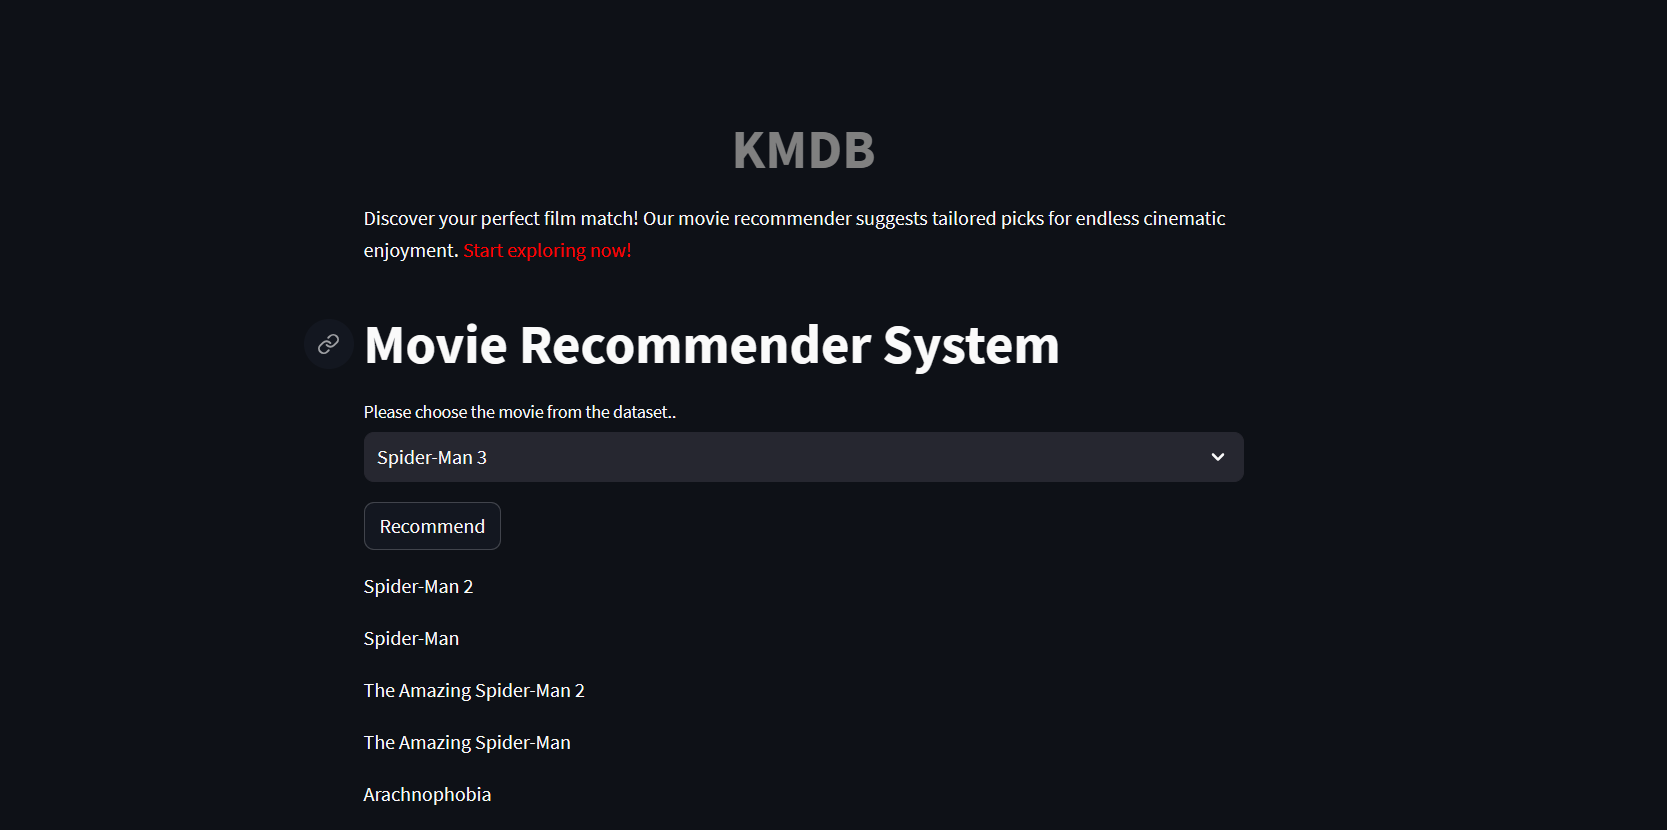 KMDB
Discover your perfect film match! Our movie recommender suggests tailored picks for endless cinematic
enjoyment. Start exploring now!
Movie Recommender System
Please choose the movie from the dataset..
Spider-Man 3
Recommend
Spider-Man 2
Spider-Man
The Amazing Spider-Man 2
The Amazing Spider-Man
Arachnophobia